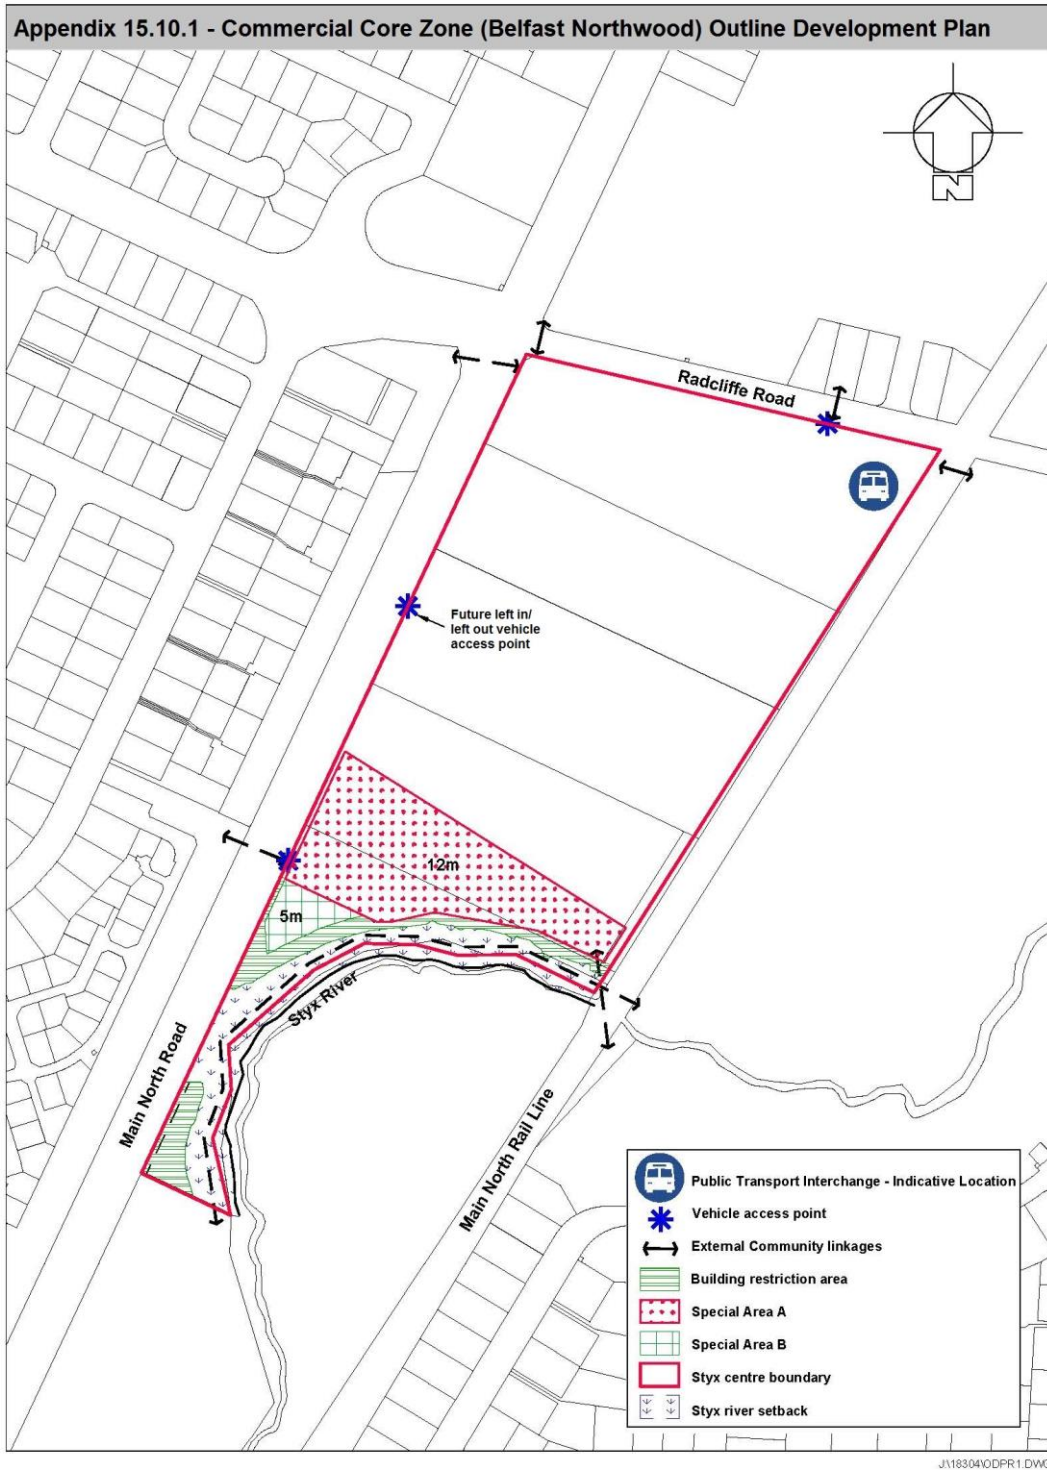 Appendix 15.10.1 - Commercial Core Zone (Belfast Northwood) Outline Development Plan
N
Radcliffe Road
Future left in/
left out vehicle
access point
12m
5m
Styx River
Main North Road
Main North Rail Line
Public Transport Interchange - Indicative Location
Vehicle access point
External Community linkages
Building restriction area
Special Area A
Special Area B
Styx centre boundary
Styx river setback
J:\18304\ODPR1.DWG